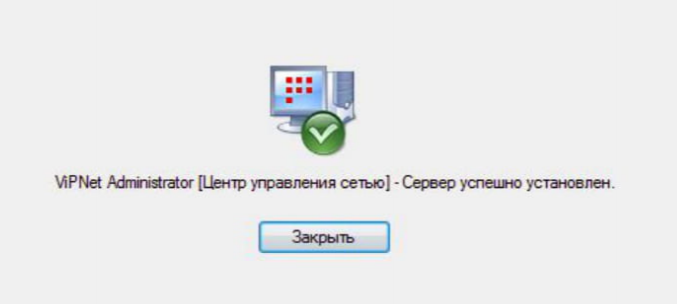 ViPNet Administrator [Центр управления сетью] - Сервер успешно установлен.
Закрыть